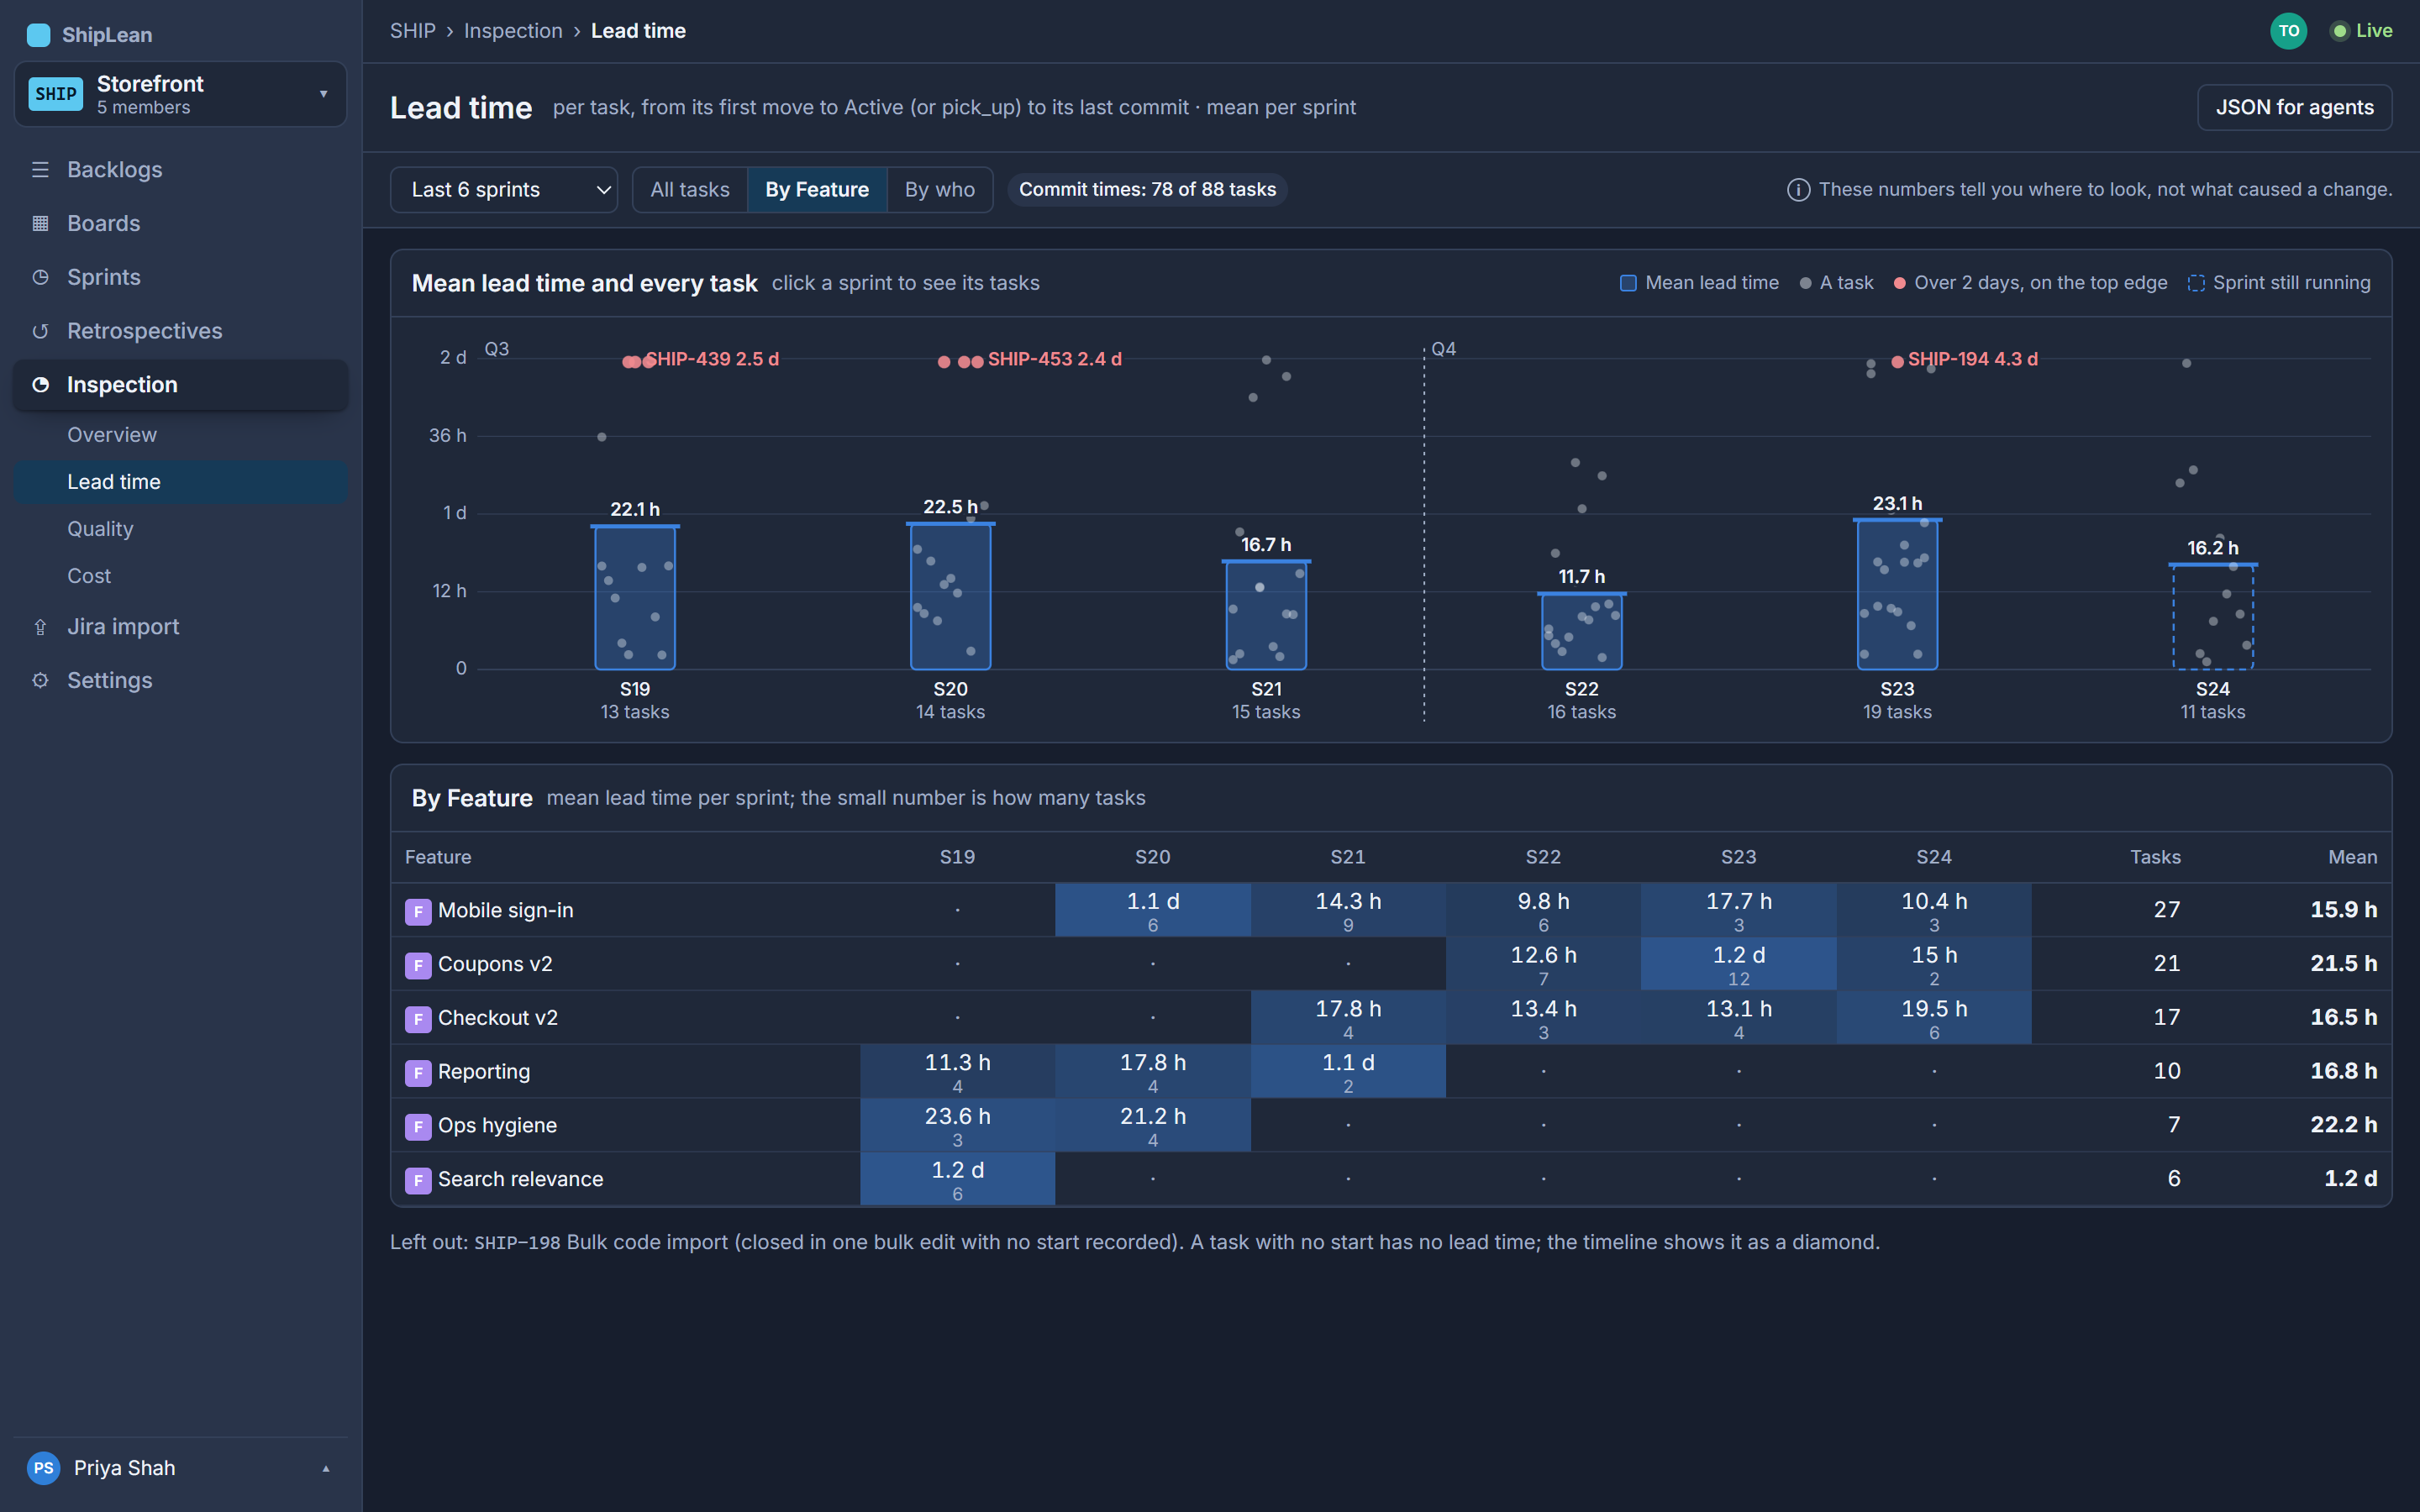 ShipLean
SHIP
Storefront
5 members
Backlogs
Boards
Sprints
Retrospectives
Inspection
Overview
Lead time
Quality
Cost
Jira import
Settings
PS Priya Shah
SHIP › Inspection › Lead time
TO Live
Lead time per task, from its first move to Active (or pick_up) to its last commit · mean per sprint
JSON for agents
Last 6 sprints All tasks By Feature By who Commit times: 78 of 88 tasks
These numbers tell you where to look, not what caused a change.
Mean lead time and every task click a sprint to see its tasks
Mean lead time A task Over 2 days, on the top edge Sprint still running
Q3 Q4
2 d SHIP-439 2.5 d SHIP-453 2.4 d SHIP-194 4.3 d
36 h
1 d
12 h
0
22.1 h 22.5 h 16.7 h 11.7 h 23.1 h 16.2 h
S19 S20 S21 S22 S23 S24
13 tasks 14 tasks 15 tasks 16 tasks 19 tasks 11 tasks
By Feature mean lead time per sprint; the small number is how many tasks
Feature S19 S20 S21 S22 S23 S24 Tasks Mean
F Mobile sign-in · 1.1 d 14.3 h 9.8 h 17.7 h 10.4 h 27 15.9 h
6 9 6 3 3
F Coupons v2 · · · 12.6 h 1.2 d 15 h 21 21.5 h
7 12 2
F Checkout v2 · · 17.8 h 13.4 h 13.1 h 19.5 h 17 16.5 h
4 3 4 6
F Reporting 11.3 h 17.8 h 1.1 d · · · 10 16.8 h
4 4 2
F Ops hygiene 23.6 h 21.2 h · · · · 7 22.2 h
3 4
F Search relevance 1.2 d · · · · · 6 1.2 d
6
Left out: SHIP-198 Bulk code import (closed in one bulk edit with no start recorded). A task with no start has no lead time; the timeline shows it as a diamond.